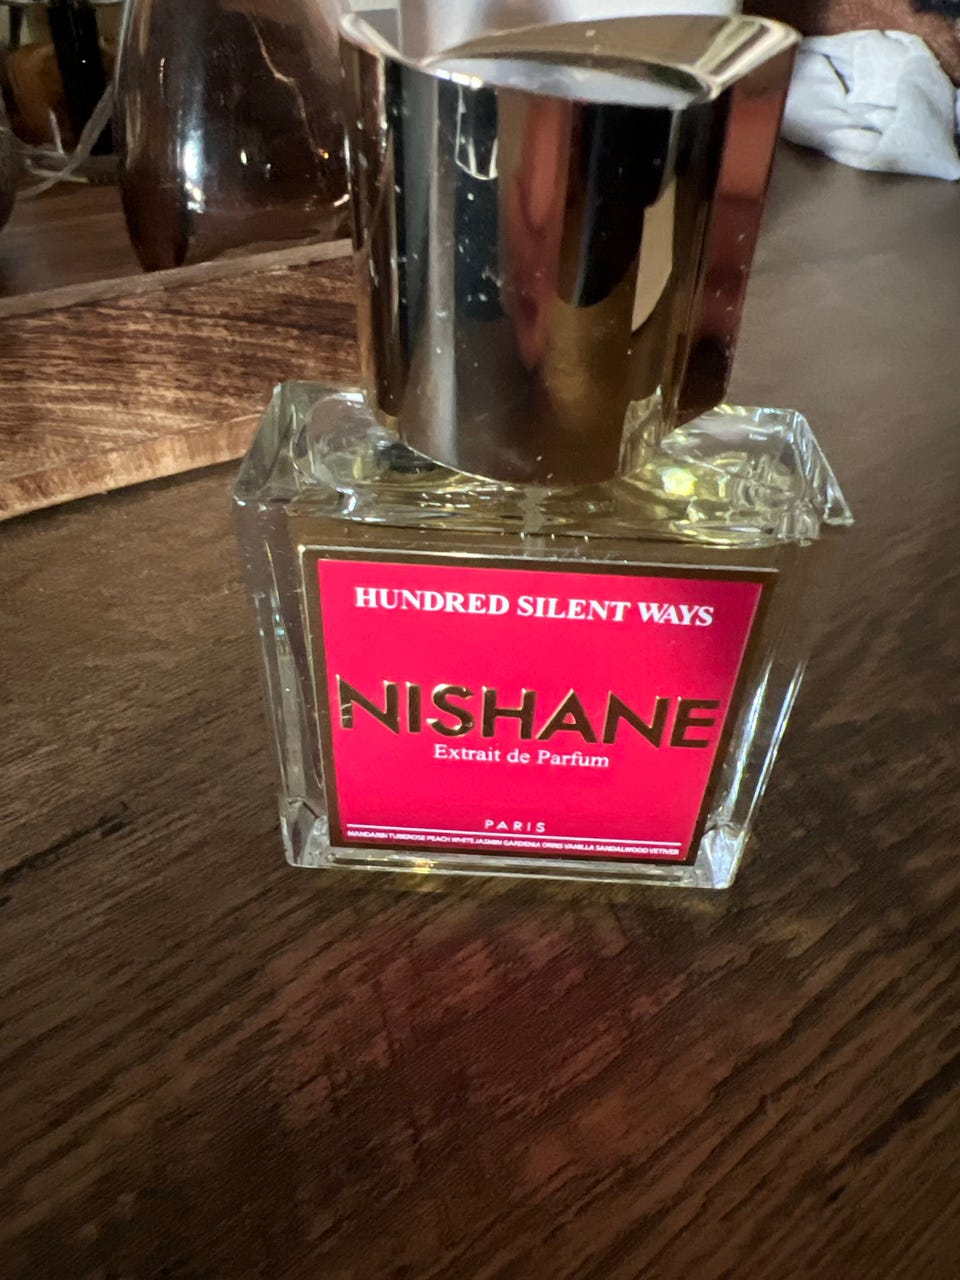 HUNDRED SILENT WAYS
NISHANE
Extrait de Parfum
PARIS
MANDARIN TUBEROSE PEACH WHITE JASMIN GARDENIA ORRIS VANILLA SANDALWOOD VETIVER